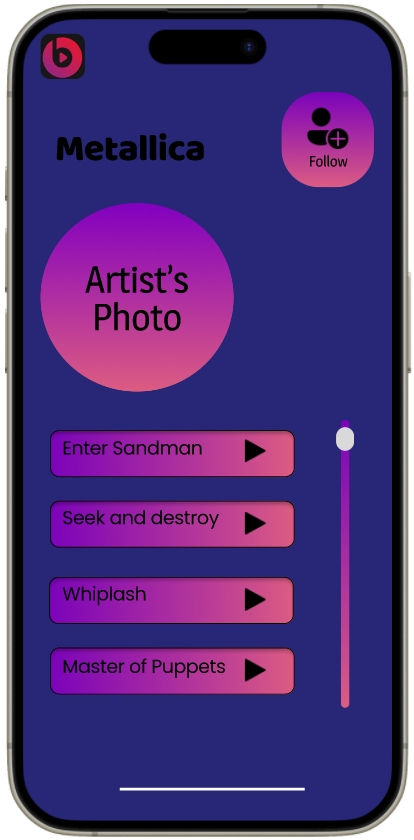 b
Metallica
Follow
Artist's
Photo
Enter Sandman
Seek and destroy
Whiplash
Master of Puppets